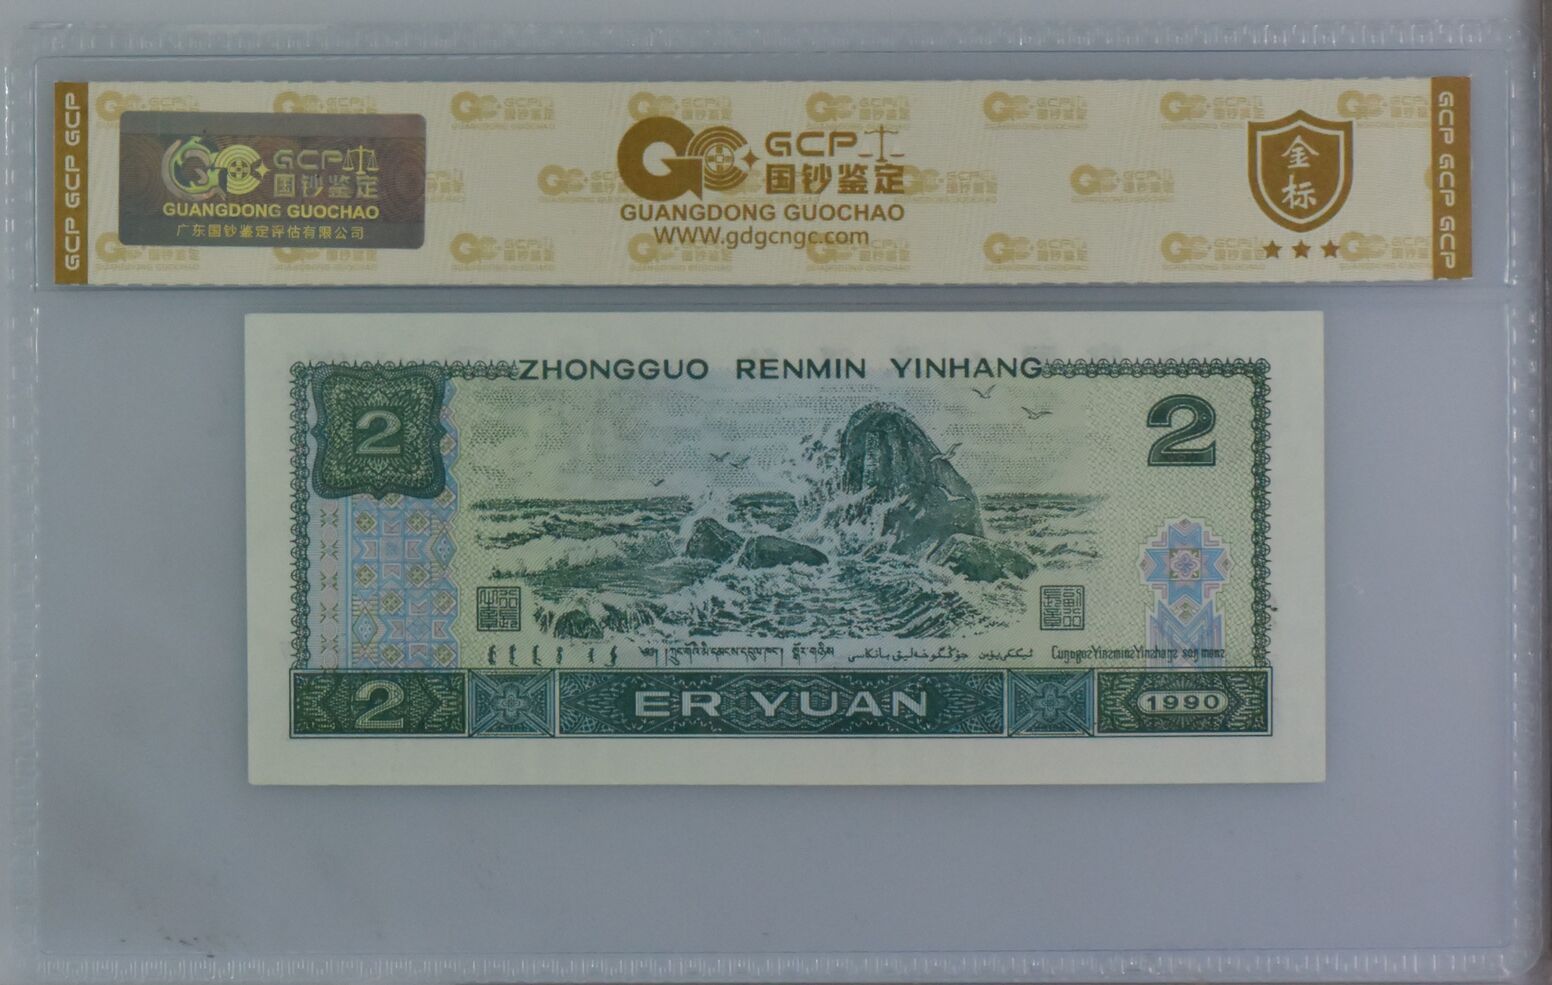 GCP GCP GCP
GCP
国钞鉴定
GUANGDONG GUOCHAO
广东国钞鉴定评估有限公司
GCP
国钞鉴定
GUANGDONG GUOCHAO
WWW.gdgcngc.com
金标
GCP GCP GCP
ZHONGGUO RENMIN YINHANG
2
2
2
ER YUAN
1990